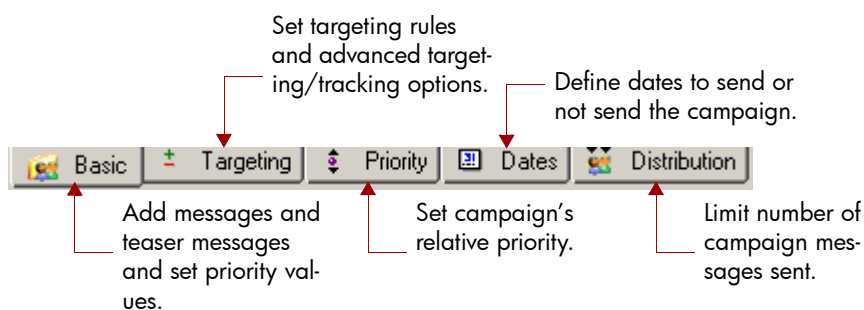 Set targeting rules
and advanced target-
ing/tracking options.
Define dates to send or
not send the campaign.
Basic
Targeting
Priority
Dates
Distribution
Add messages and
teaser messages
and set priority val-
ues.
Set campaign's
relative priority.
Limit number of
campaign mes-
sages sent.